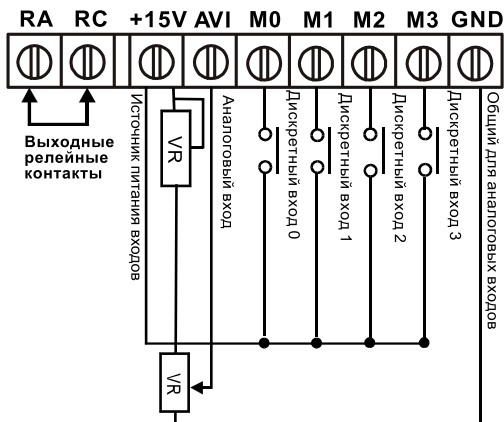 RA RC +15V AVI M0 M1 M2 M3 GND
Выходные
релейные
контакты
Источник питания входов
VR
Аналоговый вход
Дискретный вход 0
Дискретный вход 1
Дискретный вход 2
Дискретный вход 3
Общий для аналоговых входов
VR